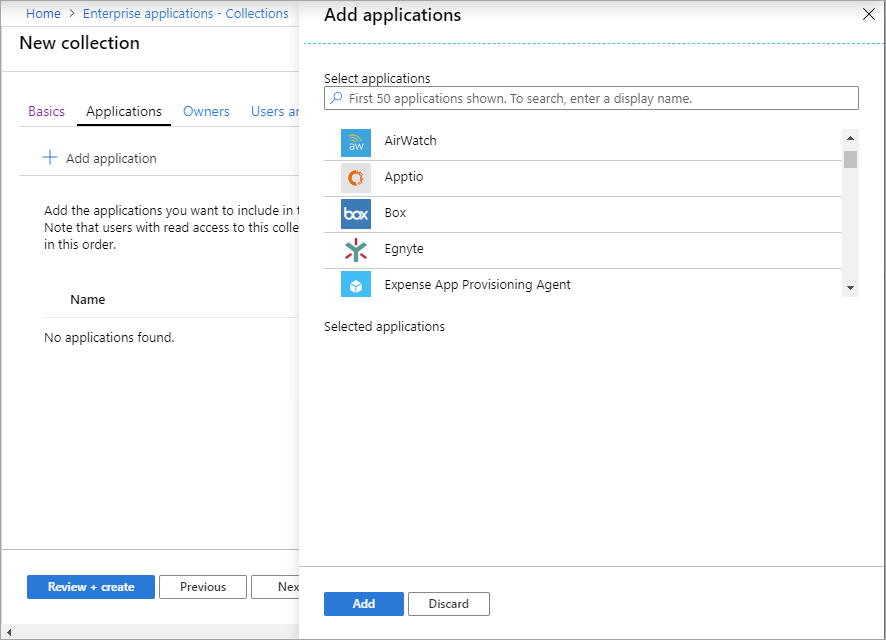 Home > Enterprise applications - Collections
New collection
Basics Applications Owners Users ar
+ Add application
Add the applications you want to include in t
Note that users with read access to this colle
in this order.
Name
No applications found.
Review + create Previous Nex
Add applications
Select applications
First 50 applications shown. To search, enter a display name.
aw AirWatch
Apptio
box Box
Egnyte
Expense App Provisioning Agent
Selected applications
Add Discard